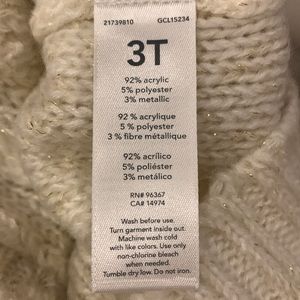 21739810 GCL15234
3T
92% acrylic
5% polyester
3% metallic
92 % acrylique
5 % polyester
3 % fibre métallique
92% acrílico
5% poliéster
3% metálico
RN# 96367
CA# 14974
Wash before use.
Turn garment inside out.
Machine wash cold
with like colors. Use only
non-chlorine bleach
when needed.
Tumble dry low. Do not iron.